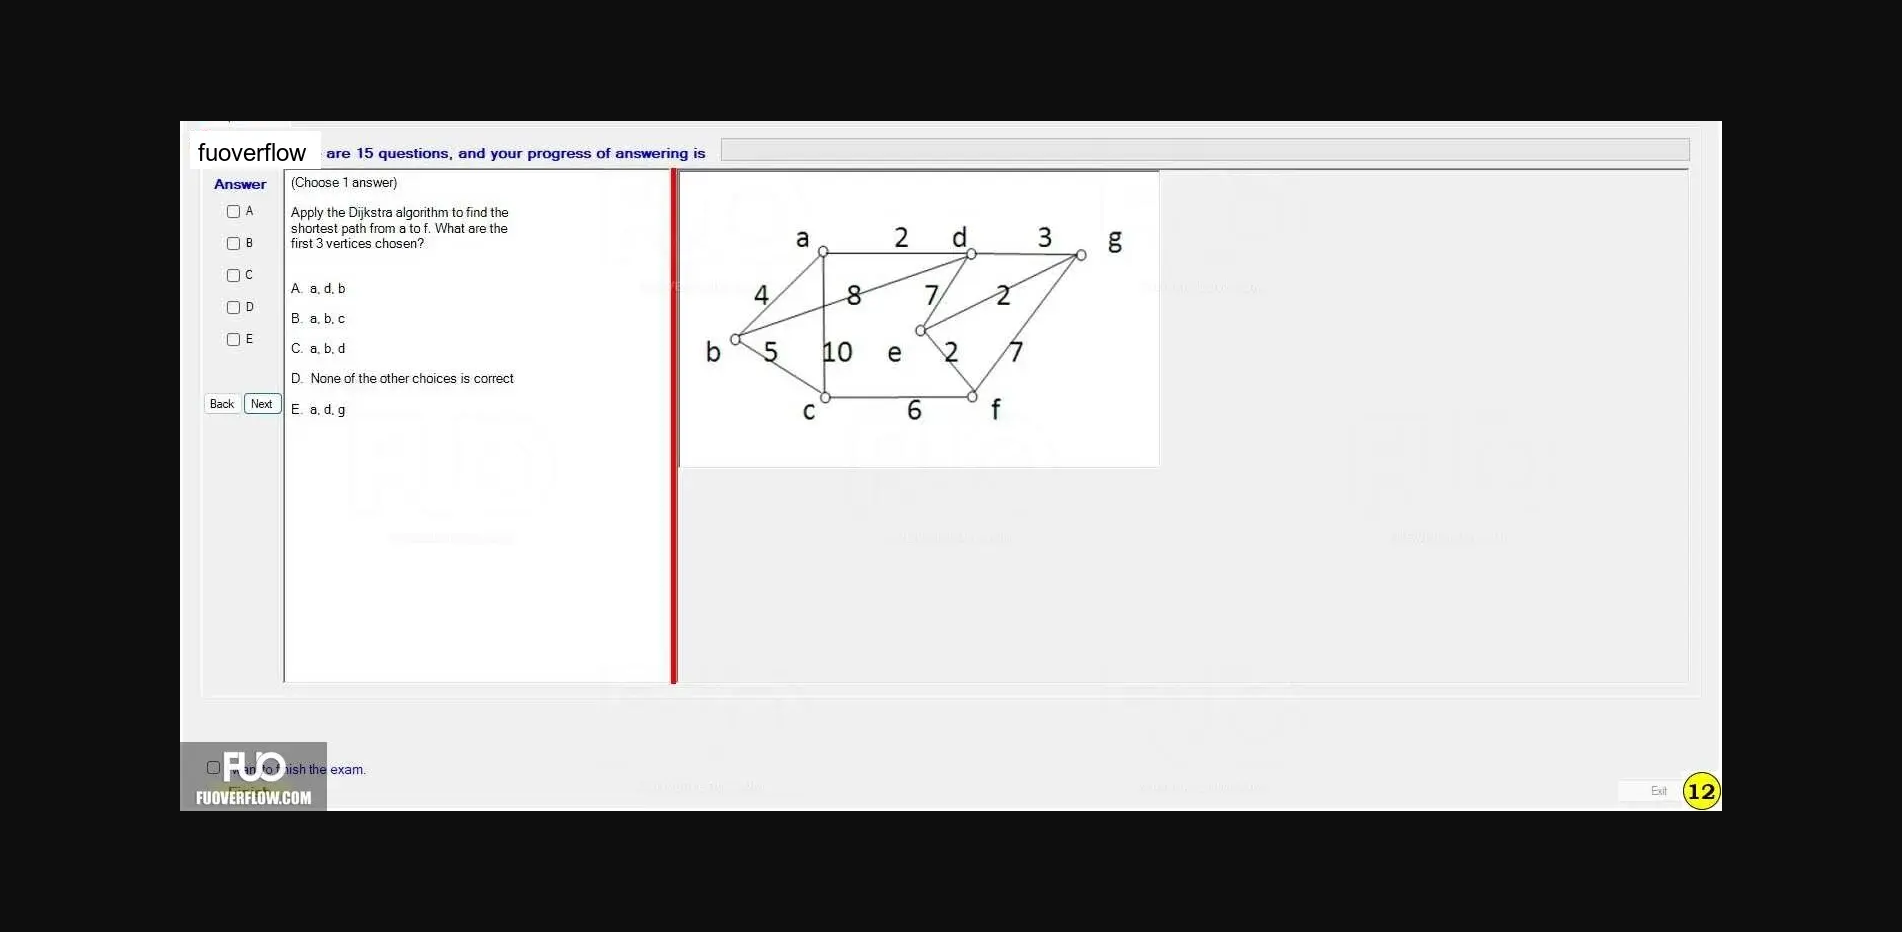 fuoverflow are 15 questions, and your progress of answering is
Answer
A
B
C
D
E
Back Next
(Choose 1 answer)
Apply the Dijkstra algorithm to find the
shortest path from a to f. What are the
first 3 vertices chosen?
A. a, d, b
B. a, b, c
C. a, b, d
D. None of the other choices is correct
E. a, d, g
a 2 d 3 g
4 8 7 2
b 5 10 e 2 7
c 6 f
want to finish the exam.
Finish
FUO
FUOVERFLOW.COM
Exit 12